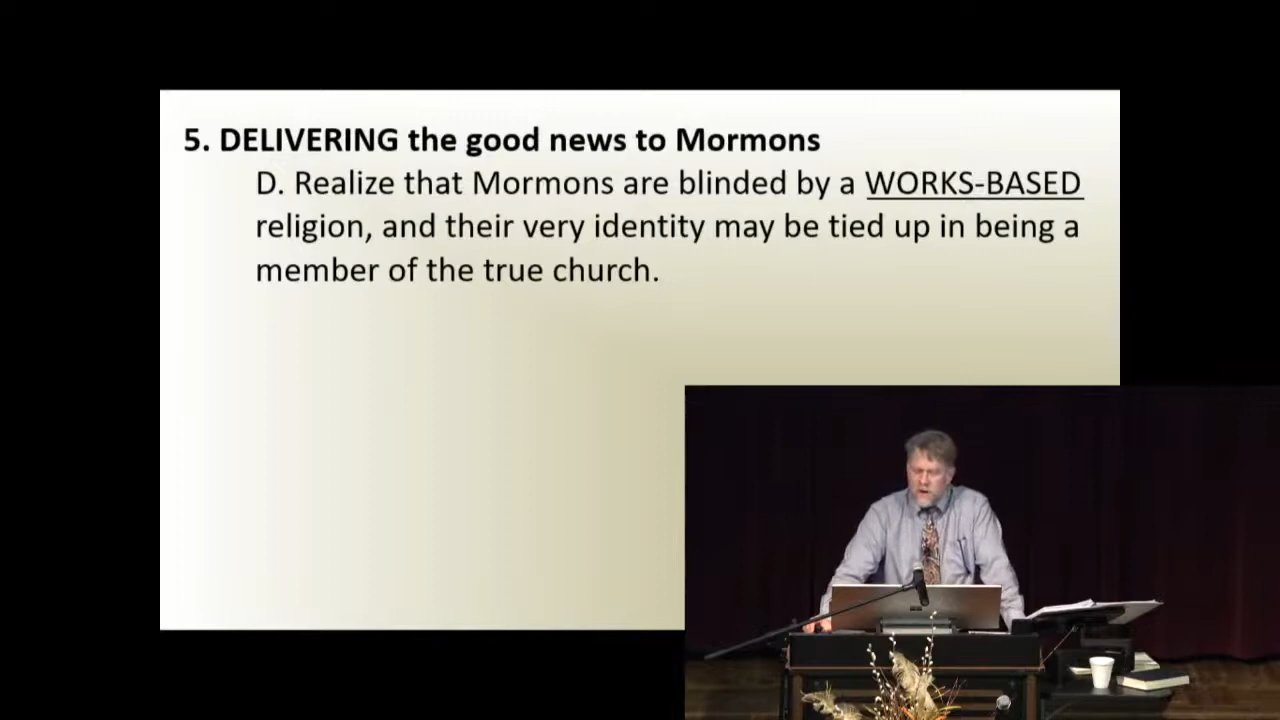 5. DELIVERING the good news to Mormons
D. Realize that Mormons are blinded by a WORKS-BASED
religion, and their very identity may be tied up in being a
member of the true church.